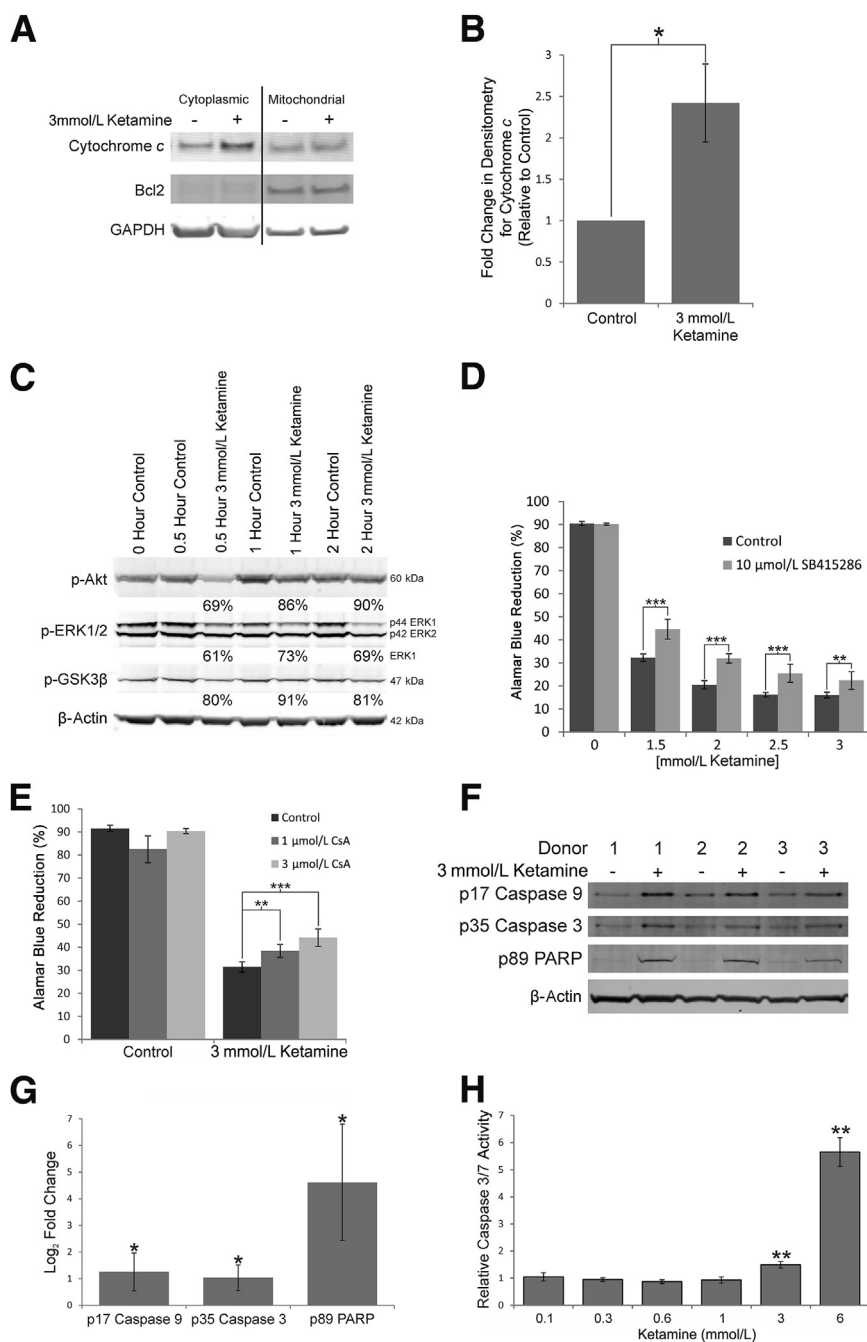 A
Cytoplasmic Mitochondrial
3mmol/L Ketamine - + - +
Cytochrome c
Bcl2
GAPDH
B
*
Fold Change in Densitometry
for Cytochrome c
(Relative to Control)
3
2.5
2
1.5
1
0.5
0
Control 3 mmol/L
Ketamine
C
0 Hour Control
0.5 Hour Control
0.5 Hour 3 mmol/L Ketamine
1 Hour Control
1 Hour 3 mmol/L Ketamine
2 Hour Control
2 Hour 3 mmol/L Ketamine
p-Akt 60 kDa
69% 86% 90%
p-ERK1/2 p44 ERK1
p42 ERK2
61% 73% 69% ERK1
p-GSK3β 47 kDa
80% 91% 81%
β-Actin 42 kDa
D
Alamar Blue Reduction (%)
100
90
80
70
60
50
40
30
20
10
0
Control
10 μmol/L SB415286
*** *** *** **
0 1.5 2 2.5 3
[mmol/L Ketamine]
E
Alamar Blue Reduction (%)
100
90
80
70
60
50
40
30
20
10
0
Control
1 μmol/L CsA
3 μmol/L CsA
***
**
Control 3 mmol/L Ketamine
F
Donor 1 1 2 2 3 3
3 mmol/L Ketamine - + - + - +
p17 Caspase 9
p35 Caspase 3
p89 PARP
β-Actin
G
Log2 Fold Change
7
6
5
4
3
2
1
0
* * *
p17 Caspase 9 p35 Caspase 3 p89 PARP
H
Relative Caspase 3/7 Activity
7
6
5
4
3
2
1
0
** **
0.1 0.3 0.6 1 3 6
Ketamine (mmol/L)